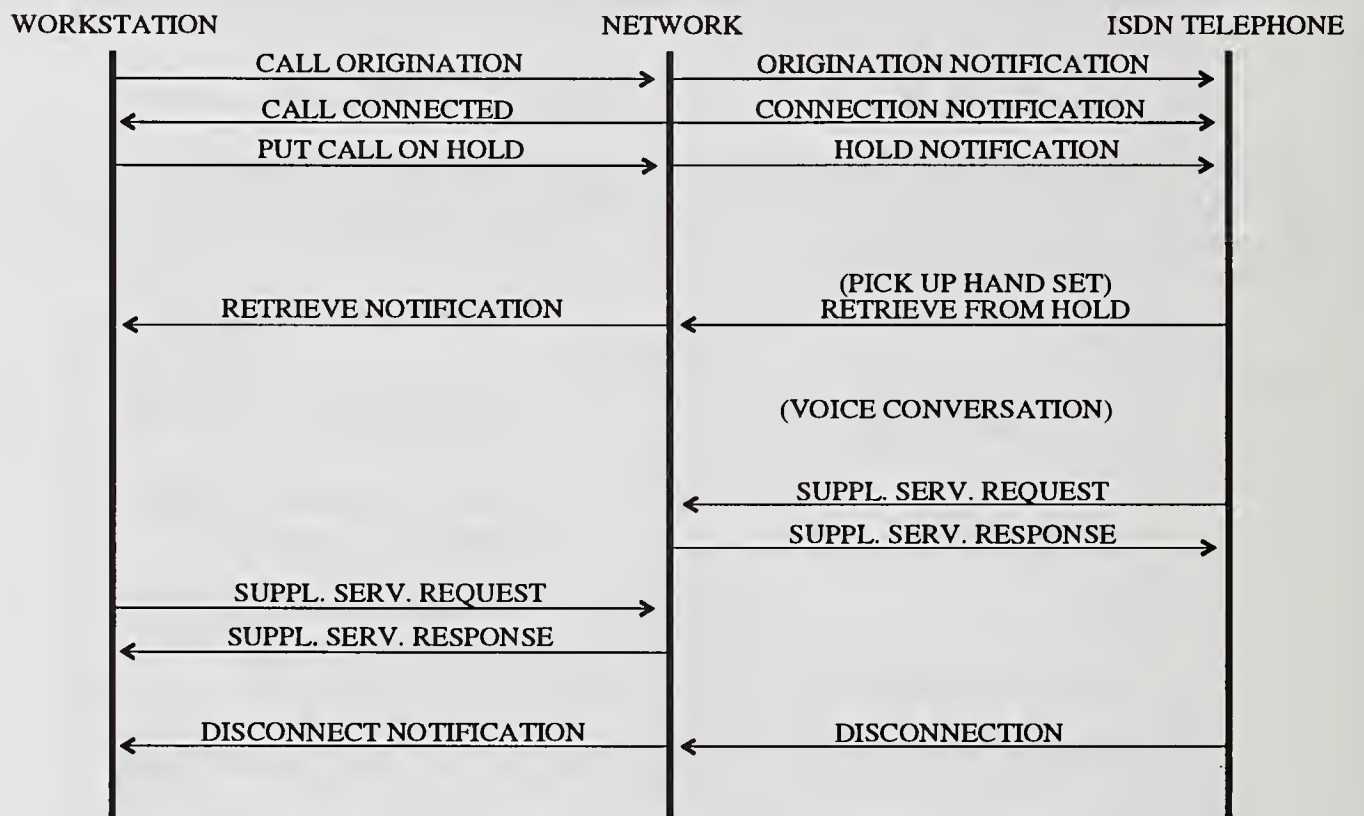 WORKSTATION NETWORK ISDN TELEPHONE
CALL ORIGINATION ORIGINATION NOTIFICATION
CALL CONNECTED CONNECTION NOTIFICATION
PUT CALL ON HOLD HOLD NOTIFICATION
(PICK UP HAND SET)
RETRIEVE NOTIFICATION RETRIEVE FROM HOLD
(VOICE CONVERSATION)
SUPPL. SERV. REQUEST
SUPPL. SERV. RESPONSE
SUPPL. SERV. REQUEST
SUPPL. SERV. RESPONSE
DISCONNECT NOTIFICATION DISCONNECTION